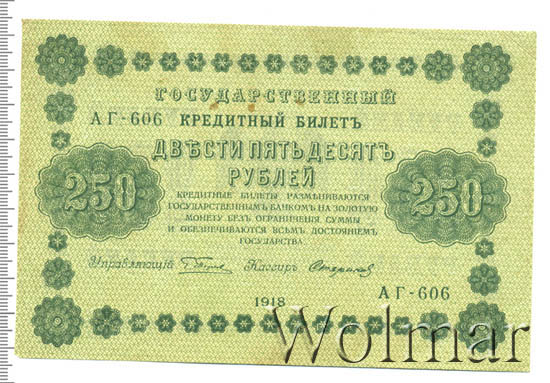 ГОСУДАРСТВЕННЫЙ
АГ-606 КРЕДИТНЫЙ БИЛЕТЪ
ДВѢСТИ ПЯТЬДЕСЯТЪ
РУБЛЕЙ
250 250
КРЕДИТНЫЕ БИЛЕТЫ РАЗМѢНИВАЮТСЯ
ГОСУДАРСТВЕННЫМЪ БАНКОМЪ НА ЗОЛОТУЮ
МОНЕТУ БЕЗЪ ОГРАНИЧЕНІЯ СУММЫ
И ОБЕЗПЕЧИВАЮТСЯ ВСѢМЪ ДОСТОЯНІЕМЪ
ГОСУДАРСТВА
Управляющій Кассиръ
АГ-606
1918
Wolmar